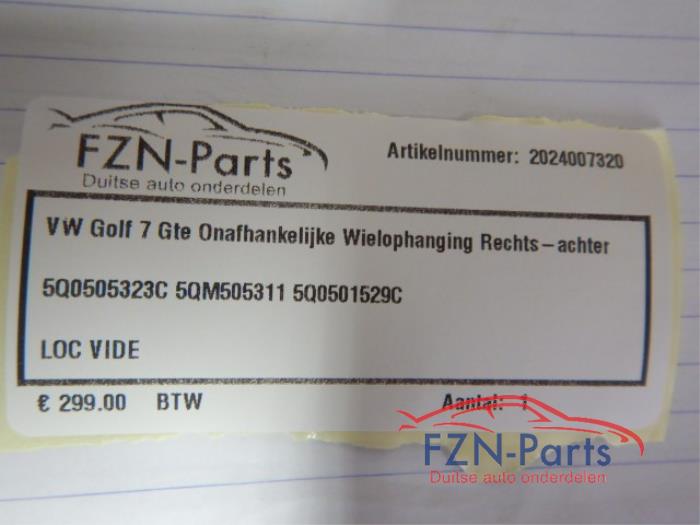 FZN-Parts
Duitse auto onderdelen
Artikelnummer: 2024007320
VW Golf 7 Gte Onafhankelijke Wielophanging Rechts-achter
5Q0505323C 5QM505311 5Q0501529C
LOC VIDE
€ 299.00 BTW
Aantal: 1
FZN-Parts
Duitse auto onderdelen